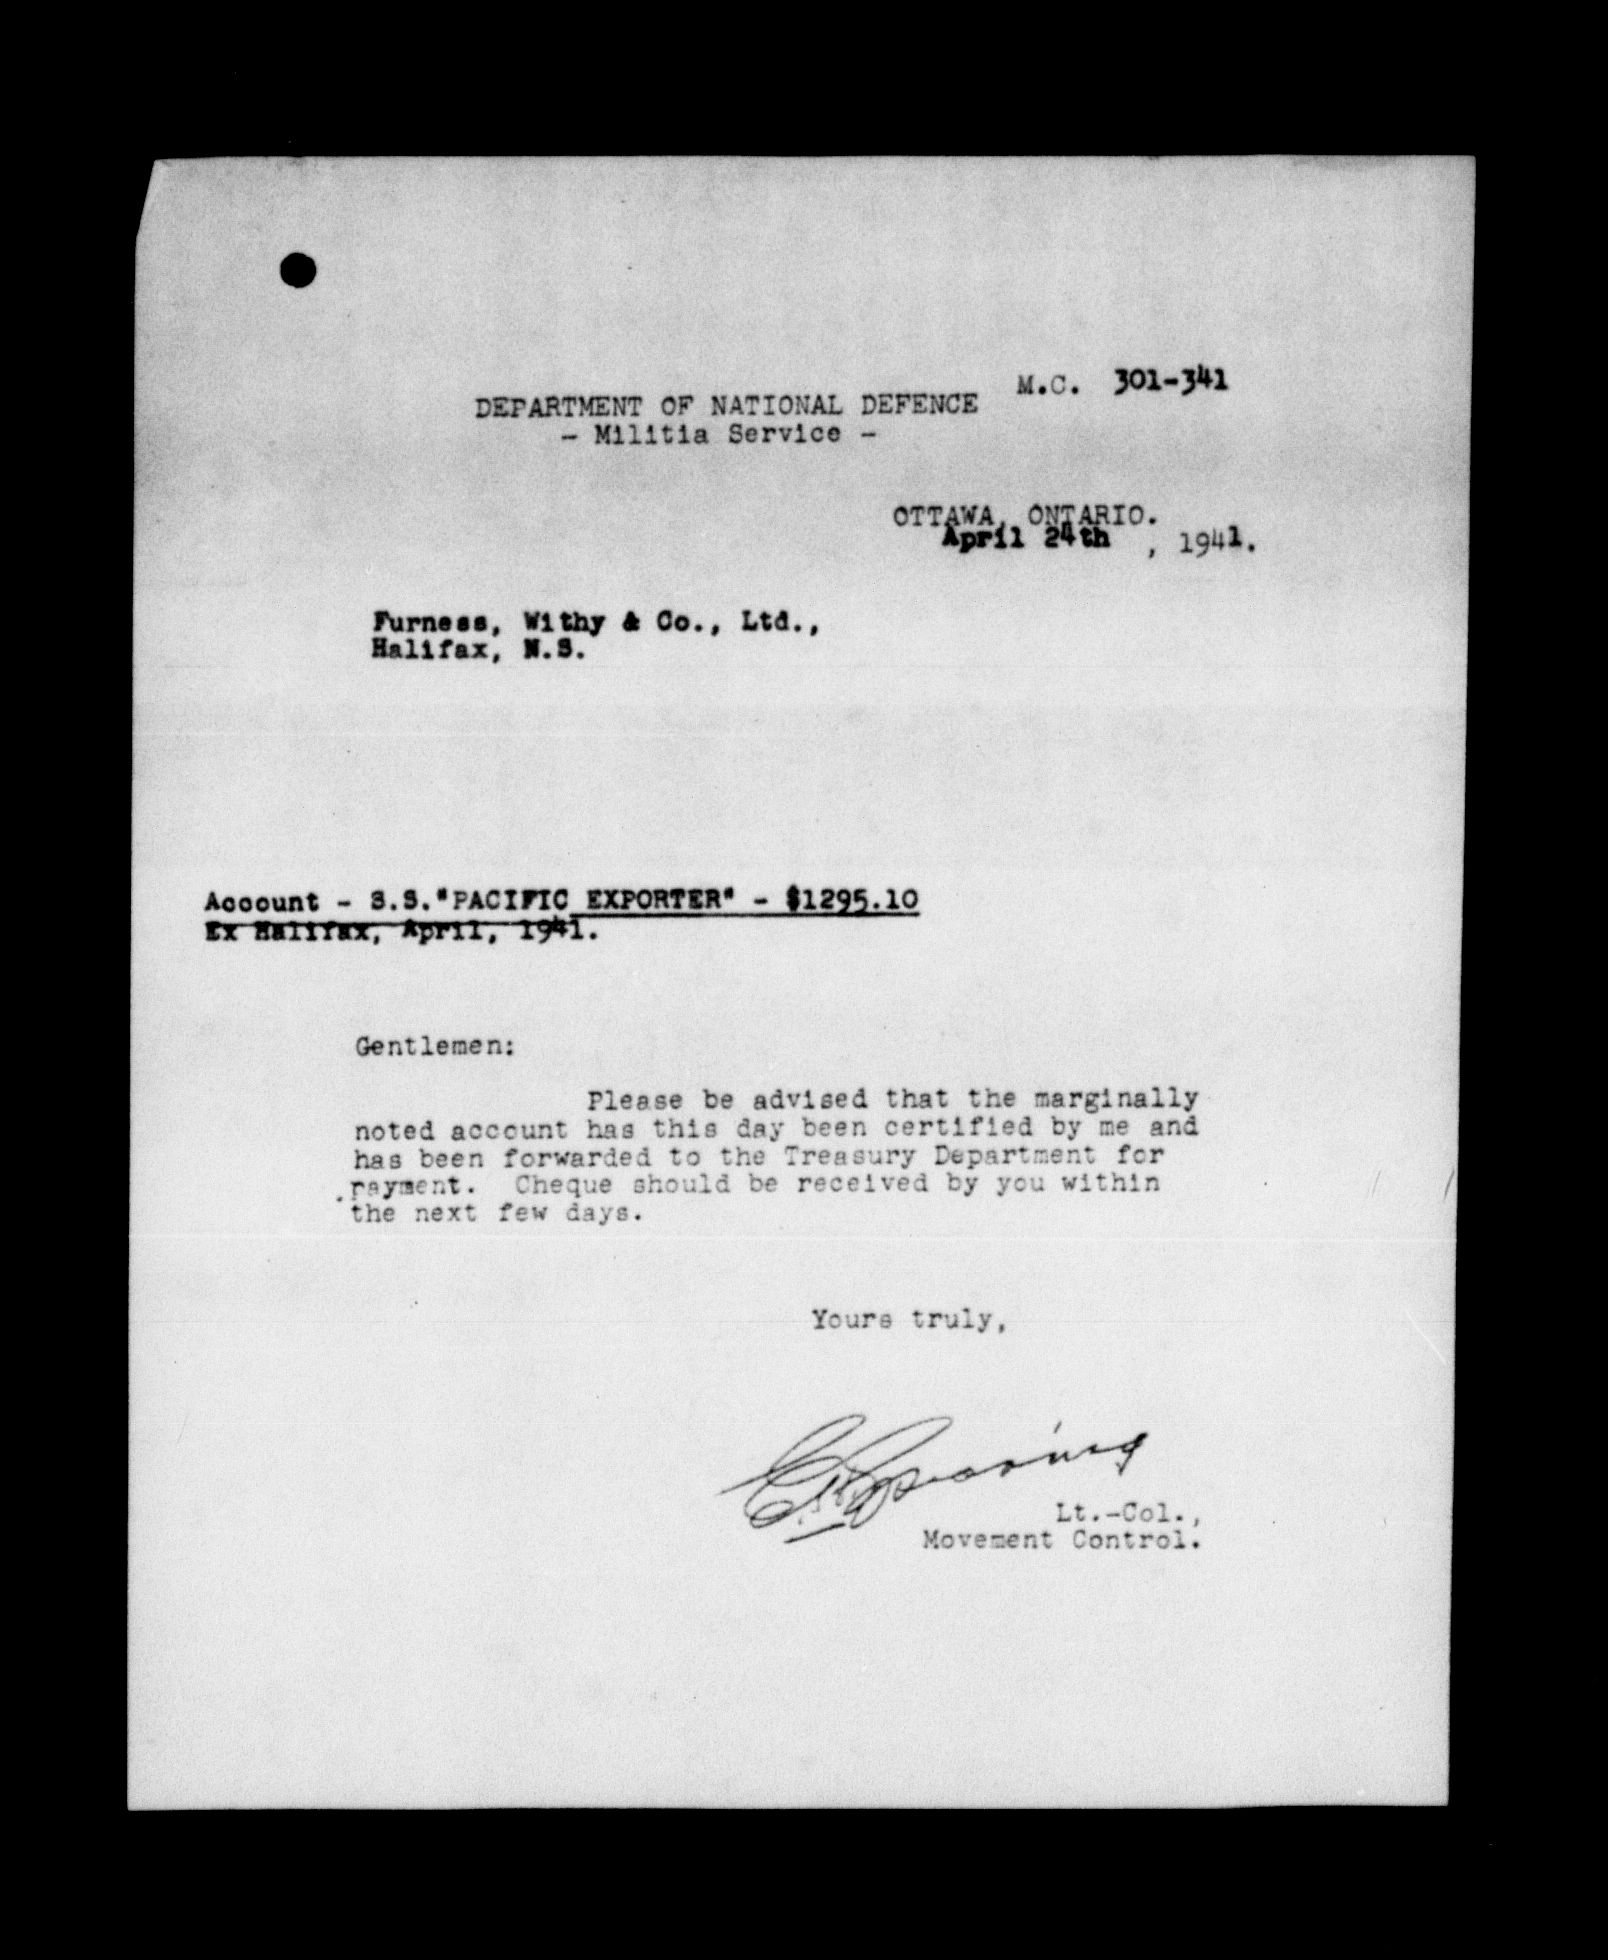 M.C. 301-341
DEPARTMENT OF NATIONAL DEFENCE
- Militia Service -
OTTAWA, ONTARIO.
April 24th , 1941.
Furness, Withy & Co., Ltd.,
Halifax, N.S.
Account - S.S."PACIFIC EXPORTER" - $1295.10
Ex Halifax, April, 1941.
Gentlemen:
Please be advised that the marginally
noted account has this day been certified by me and
has been forwarded to the Treasury Department for
payment. Cheque should be received by you within
the next few days.
Yours truly,
Lt.-Col.,
Movement Control.